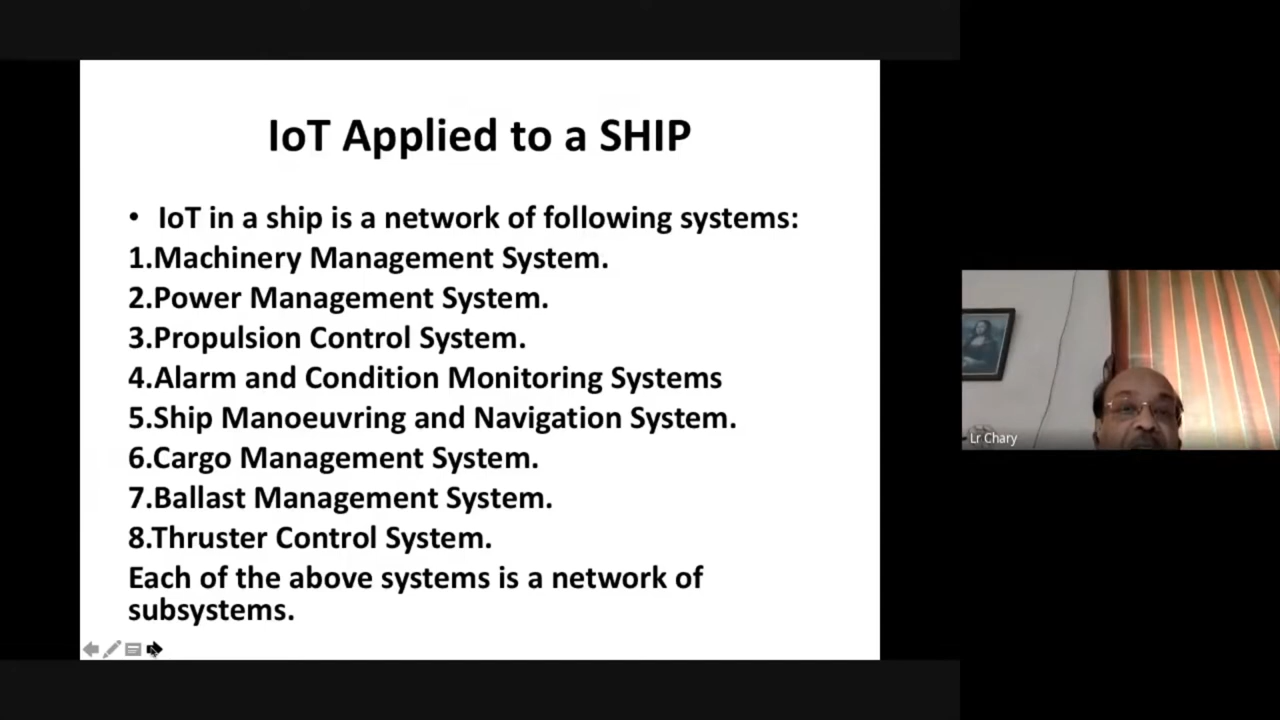 IoT Applied to a SHIP
• IoT in a ship is a network of following systems:
1.Machinery Management System.
2.Power Management System.
3.Propulsion Control System.
4.Alarm and Condition Monitoring Systems
5.Ship Manoeuvring and Navigation System.
6.Cargo Management System.
7.Ballast Management System.
8.Thruster Control System.
Each of the above systems is a network of
subsystems.
Lr Chary